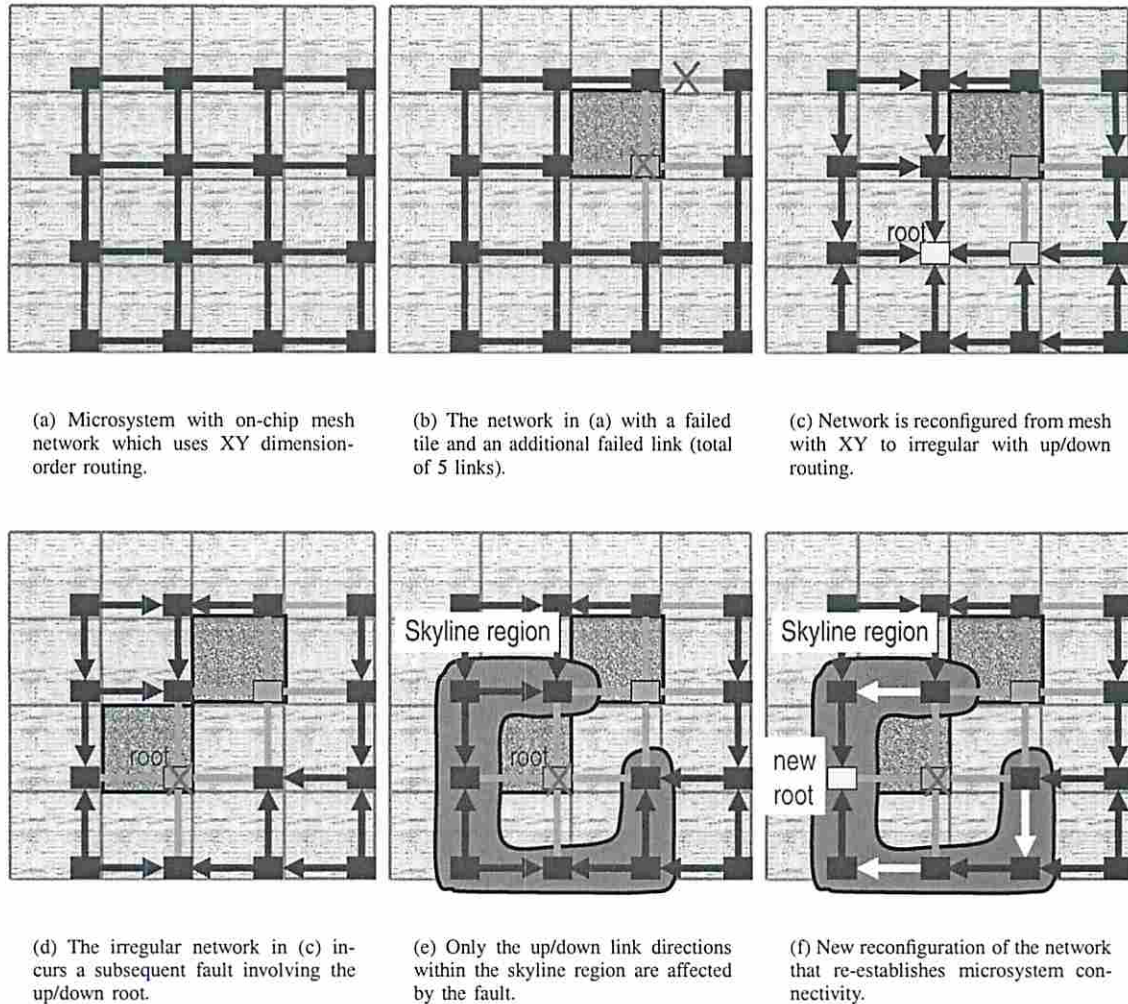 root
(a) Microsystem with on-chip mesh
network which uses XY dimension-
order routing.
(b) The network in (a) with a failed
tile and an additional failed link (total
of 5 links).
(c) Network is reconfigured from mesh
with XY to irregular with up/down
routing.
root
Skyline region
root
Skyline region
new
root
(d) The irregular network in (c) in-
curs a subsequent fault involving the
up/down root.
(e) Only the up/down link directions
within the skyline region are affected
by the fault.
(f) New reconfiguration of the network
that re-establishes microsystem con-
nectivity.